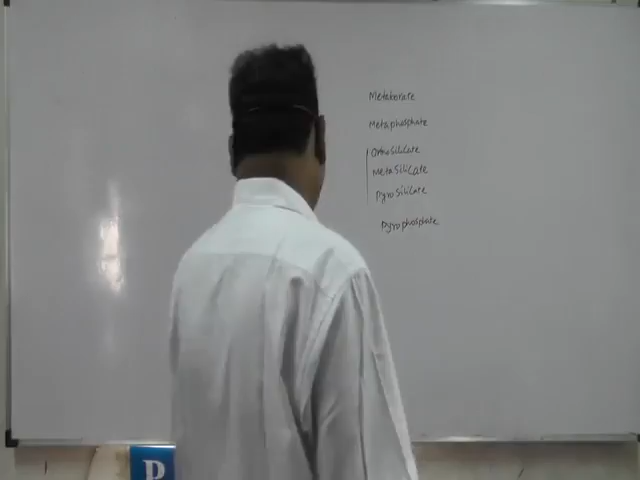 Metaborate
Metaphosphate
Orthosilicate
Metasilicate
Pyrosilicate
Pyrophosphate
P